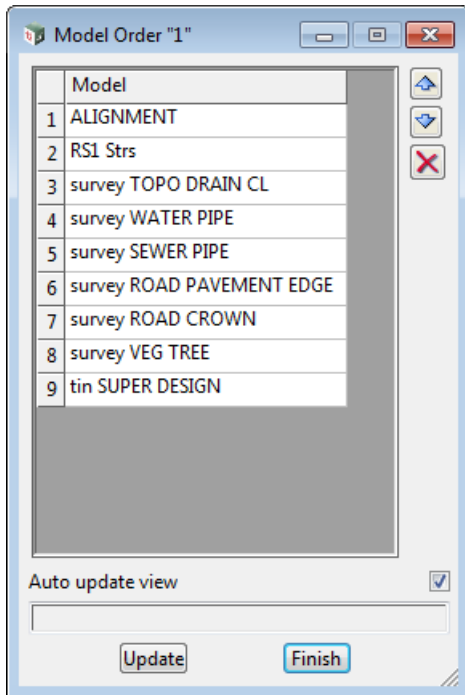 Model Order "1"
Model
1 ALIGNMENT
2 RS1 Strs
3 survey TOPO DRAIN CL
4 survey WATER PIPE
5 survey SEWER PIPE
6 survey ROAD PAVEMENT EDGE
7 survey ROAD CROWN
8 survey VEG TREE
9 tin SUPER DESIGN
Auto update view
Update Finish